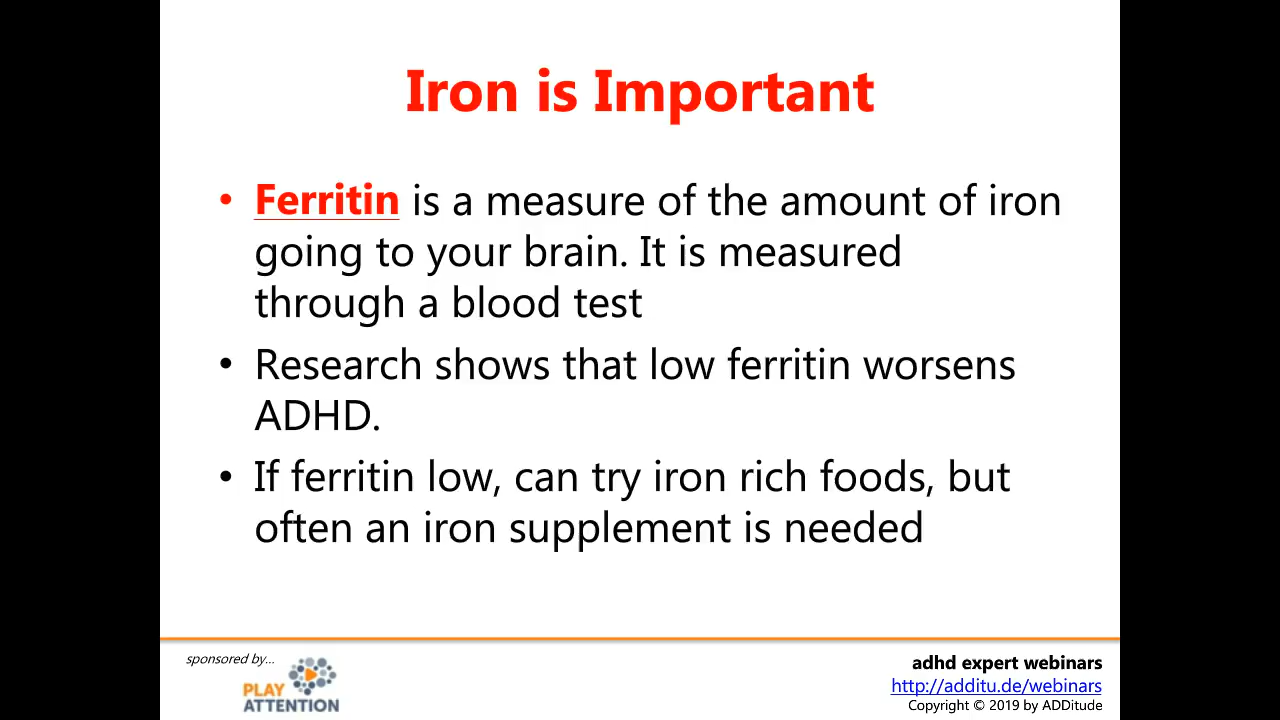 Iron is Important
• Ferritin is a measure of the amount of iron
going to your brain. It is measured
through a blood test
• Research shows that low ferritin worsens
ADHD.
• If ferritin low, can try iron rich foods, but
often an iron supplement is needed
sponsored by...
PLAY
ATTENTION
adhd expert webinars
http://additu.de/webinars
Copyright © 2019 by ADDitude